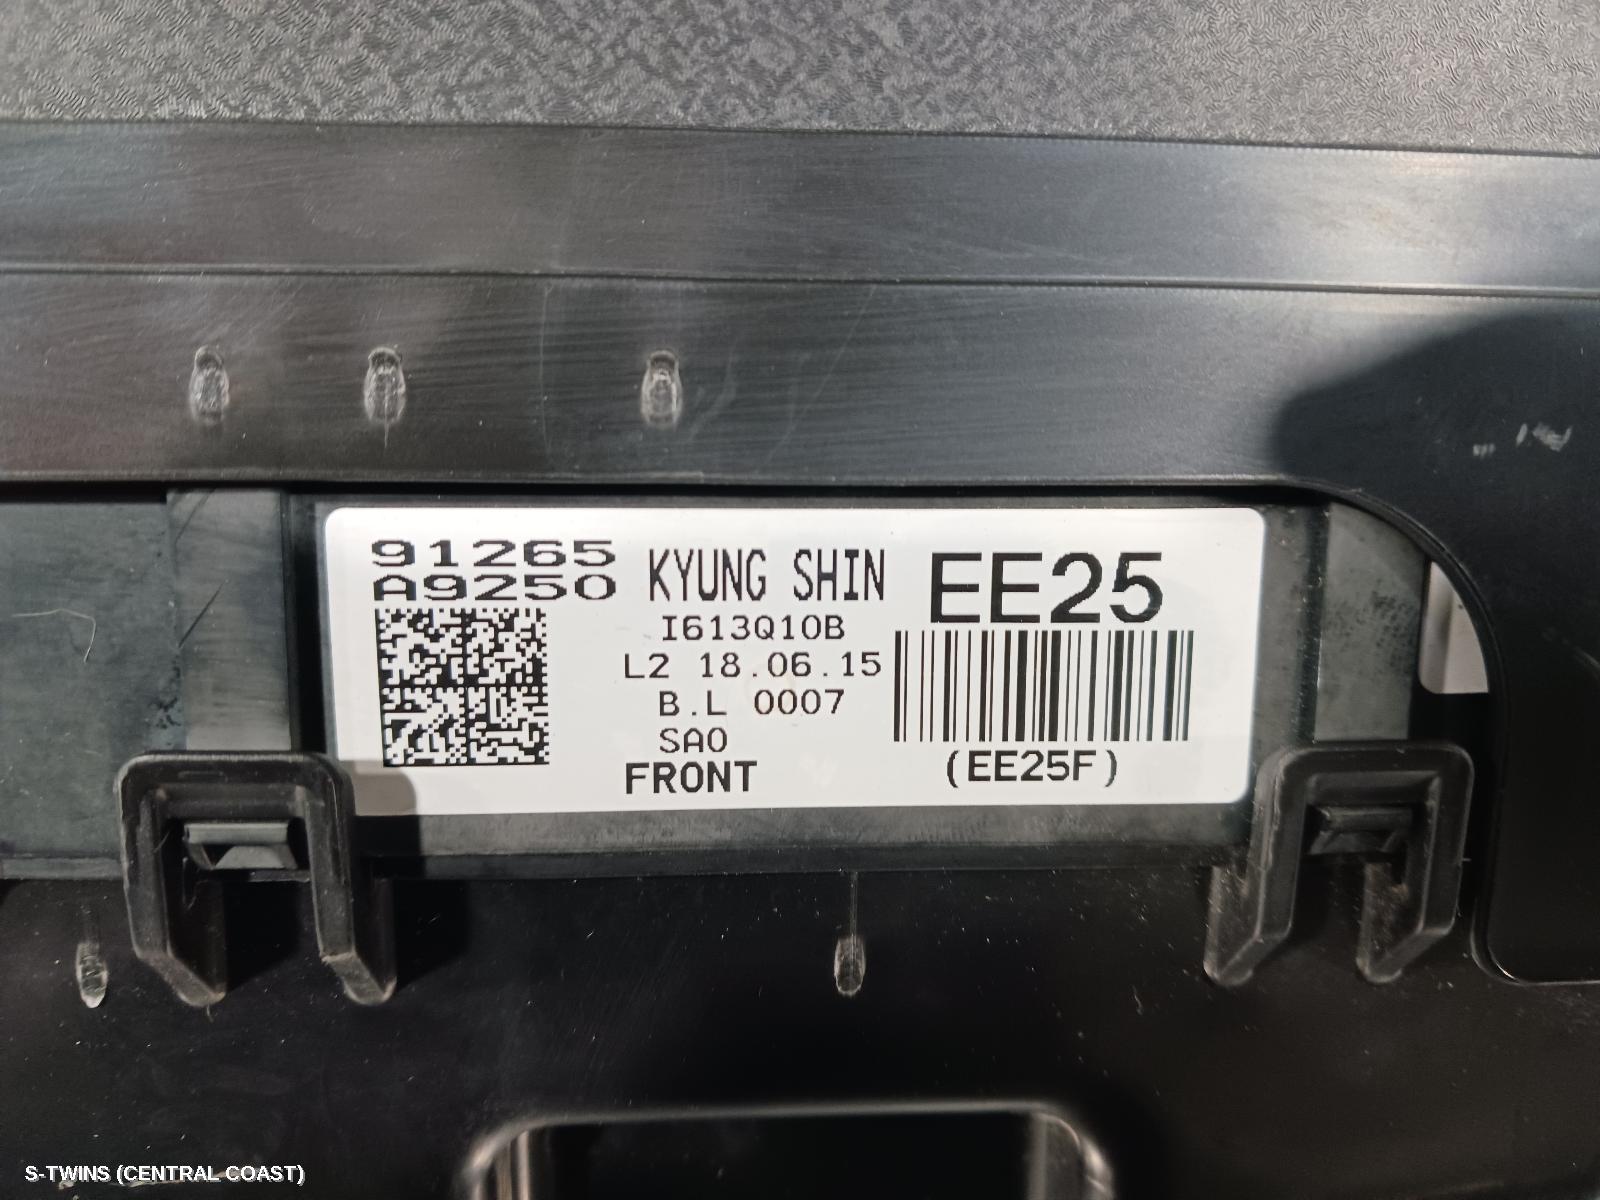 91265
A9250
KYUNG SHIN
I613Q10B
L2 18.06.15
B.L 0007
SA0
FRONT
EE25
(EE25F)
S-TWINS (CENTRAL COAST)